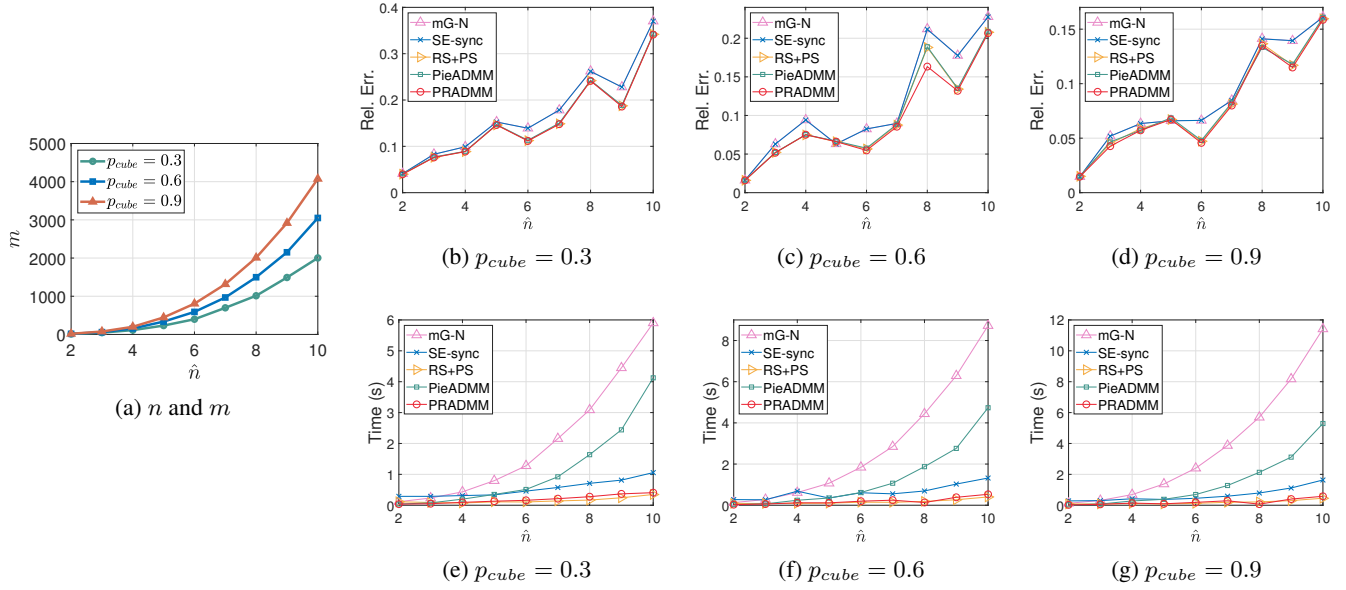 5000
4000
3000
2000
1000
0
m
p_cube = 0.3
p_cube = 0.6
p_cube = 0.9
2 4 6 8 10
n̂
(a) n and m
0.4
0.3
0.2
0.1
0
Rel. Err.
mG-N
SE-sync
RS+PS
PieADMM
PRADMM
2 4 6 8 10
n̂
(b) p_cube = 0.3
0.2
0.15
0.1
0.05
0
Rel. Err.
mG-N
SE-sync
RS+PS
PieADMM
PRADMM
2 4 6 8 10
n̂
(c) p_cube = 0.6
0.15
0.1
0.05
0
Rel. Err.
mG-N
SE-sync
RS+PS
PieADMM
PRADMM
2 4 6 8 10
n̂
(d) p_cube = 0.9
6
5
4
3
2
1
0
Time (s)
mG-N
SE-sync
RS+PS
PieADMM
PRADMM
2 4 6 8 10
n̂
(e) p_cube = 0.3
8
6
4
2
0
Time (s)
mG-N
SE-sync
RS+PS
PieADMM
PRADMM
2 4 6 8 10
n̂
(f) p_cube = 0.6
12
10
8
6
4
2
0
Time (s)
mG-N
SE-sync
RS+PS
PieADMM
PRADMM
2 4 6 8 10
n̂
(g) p_cube = 0.9